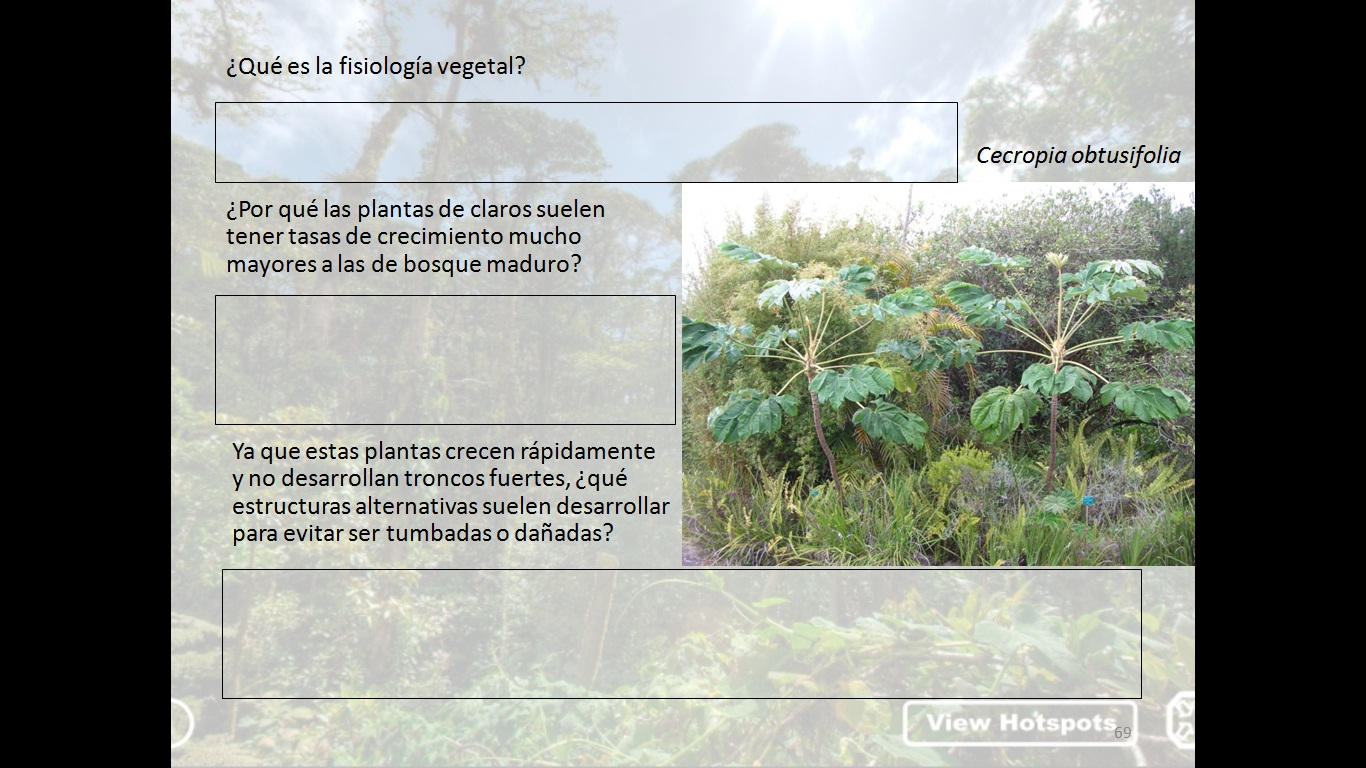 ¿Qué es la fisiología vegetal?
Cecropia obtusifolia
¿Por qué las plantas de claros suelen
tener tasas de crecimiento mucho
mayores a las de bosque maduro?
Ya que estas plantas crecen rápidamente
y no desarrollan troncos fuertes, ¿qué
estructuras alternativas suelen desarrollar
para evitar ser tumbadas o dañadas?
View Hotspots
69